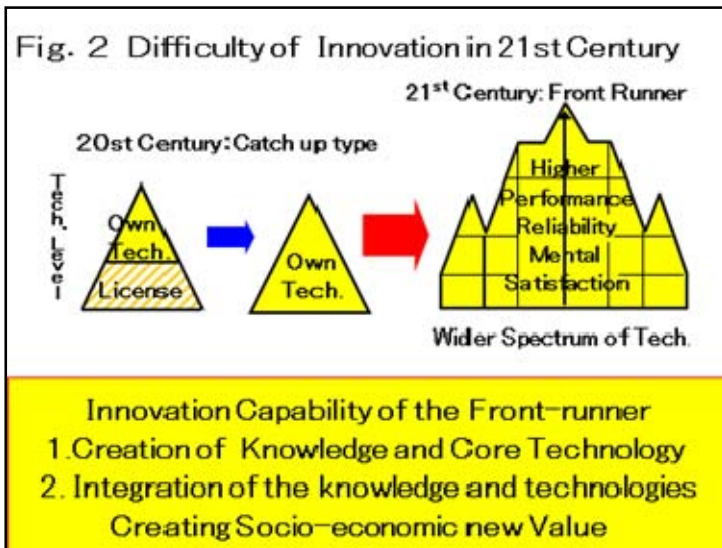 Fig. 2 Difficulty of Innovation in 21st Century
21st Century: Front Runner
20st Century:Catch up type
Tech. Level
Own
Tech.
License
Own
Tech.
Higher
Performance
Reliability
Mental
Satisfaction
Wider Spectrum of Tech.
Innovation Capability of the Front-runner
1.Creation of Knowledge and Core Technology
2. Integration of the knowledge and technologies
Creating Socio-economic new Value